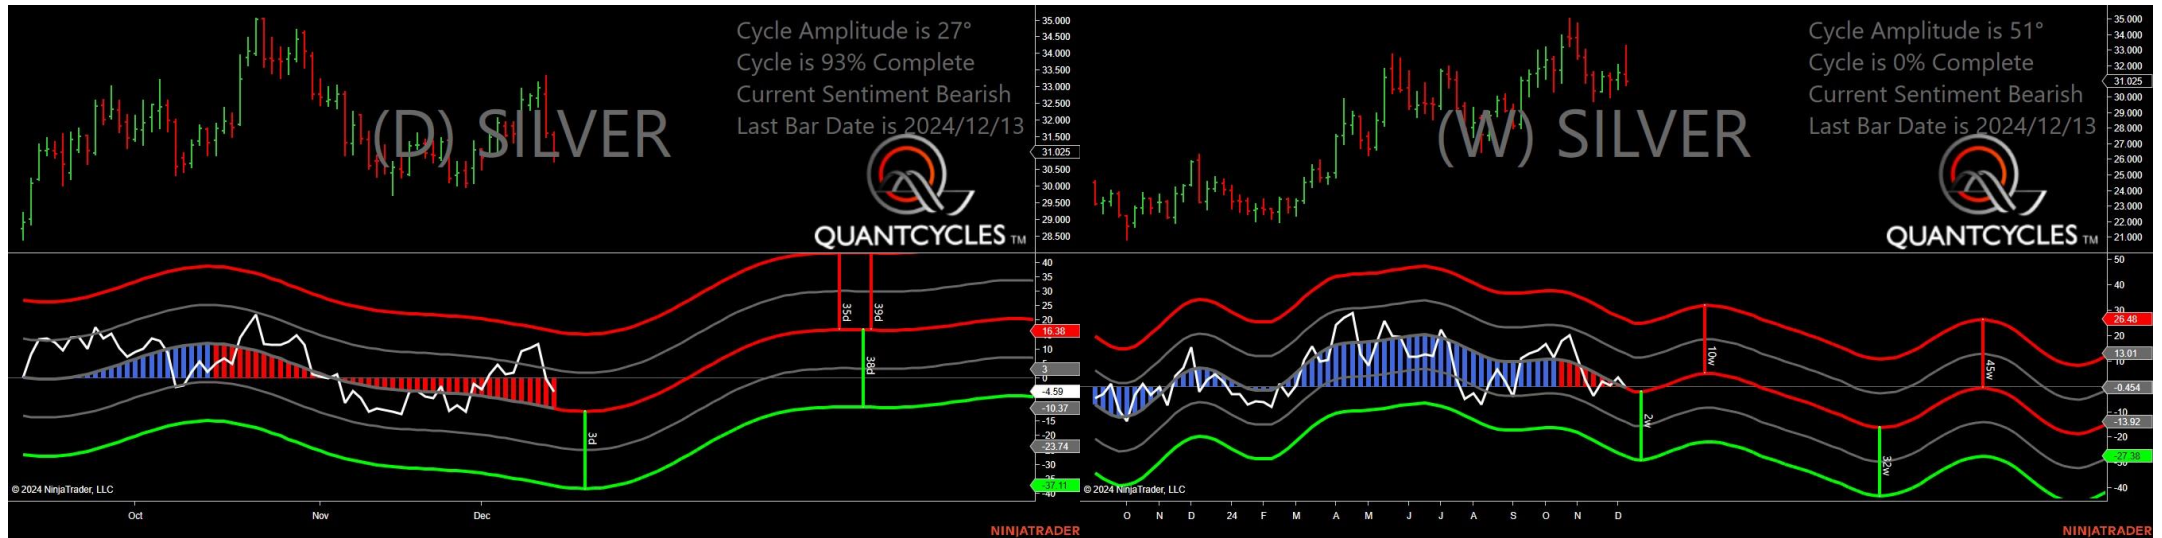 Cycle Amplitude is 27°
Cycle is 93% Complete
Current Sentiment Bearish
Last Bar Date is 2024/12/13
(D) SILVER
QUANTCYCLES TM
35.000
34.500
34.000
33.500
33.000
32.500
32.000
31.500
31.025
30.500
30.000
29.500
29.000
28.500
40
35
30
25
20
16.38
10
5
3
-4.59
-10.37
-15
-20
-23.74
-30
-35
-37.11
-40
35d
39d
38d
3d
© 2024 NinjaTrader, LLC
Oct
Nov
Dec
NINJATRADER
Cycle Amplitude is 51°
Cycle is 0% Complete
Current Sentiment Bearish
Last Bar Date is 2024/12/13
(W) SILVER
QUANTCYCLES TM
35.000
34.000
33.000
32.000
31.025
30.000
29.000
28.000
27.000
26.000
25.000
24.000
23.000
22.000
21.000
50
40
26.48
20
13.01
10
-0.454
-10
-13.92
-20
-27.38
-40
10w
45w
2w
32w
© 2024 NinjaTrader, LLC
O N D 24 F M A M J J A S O N D
NINJATRADER